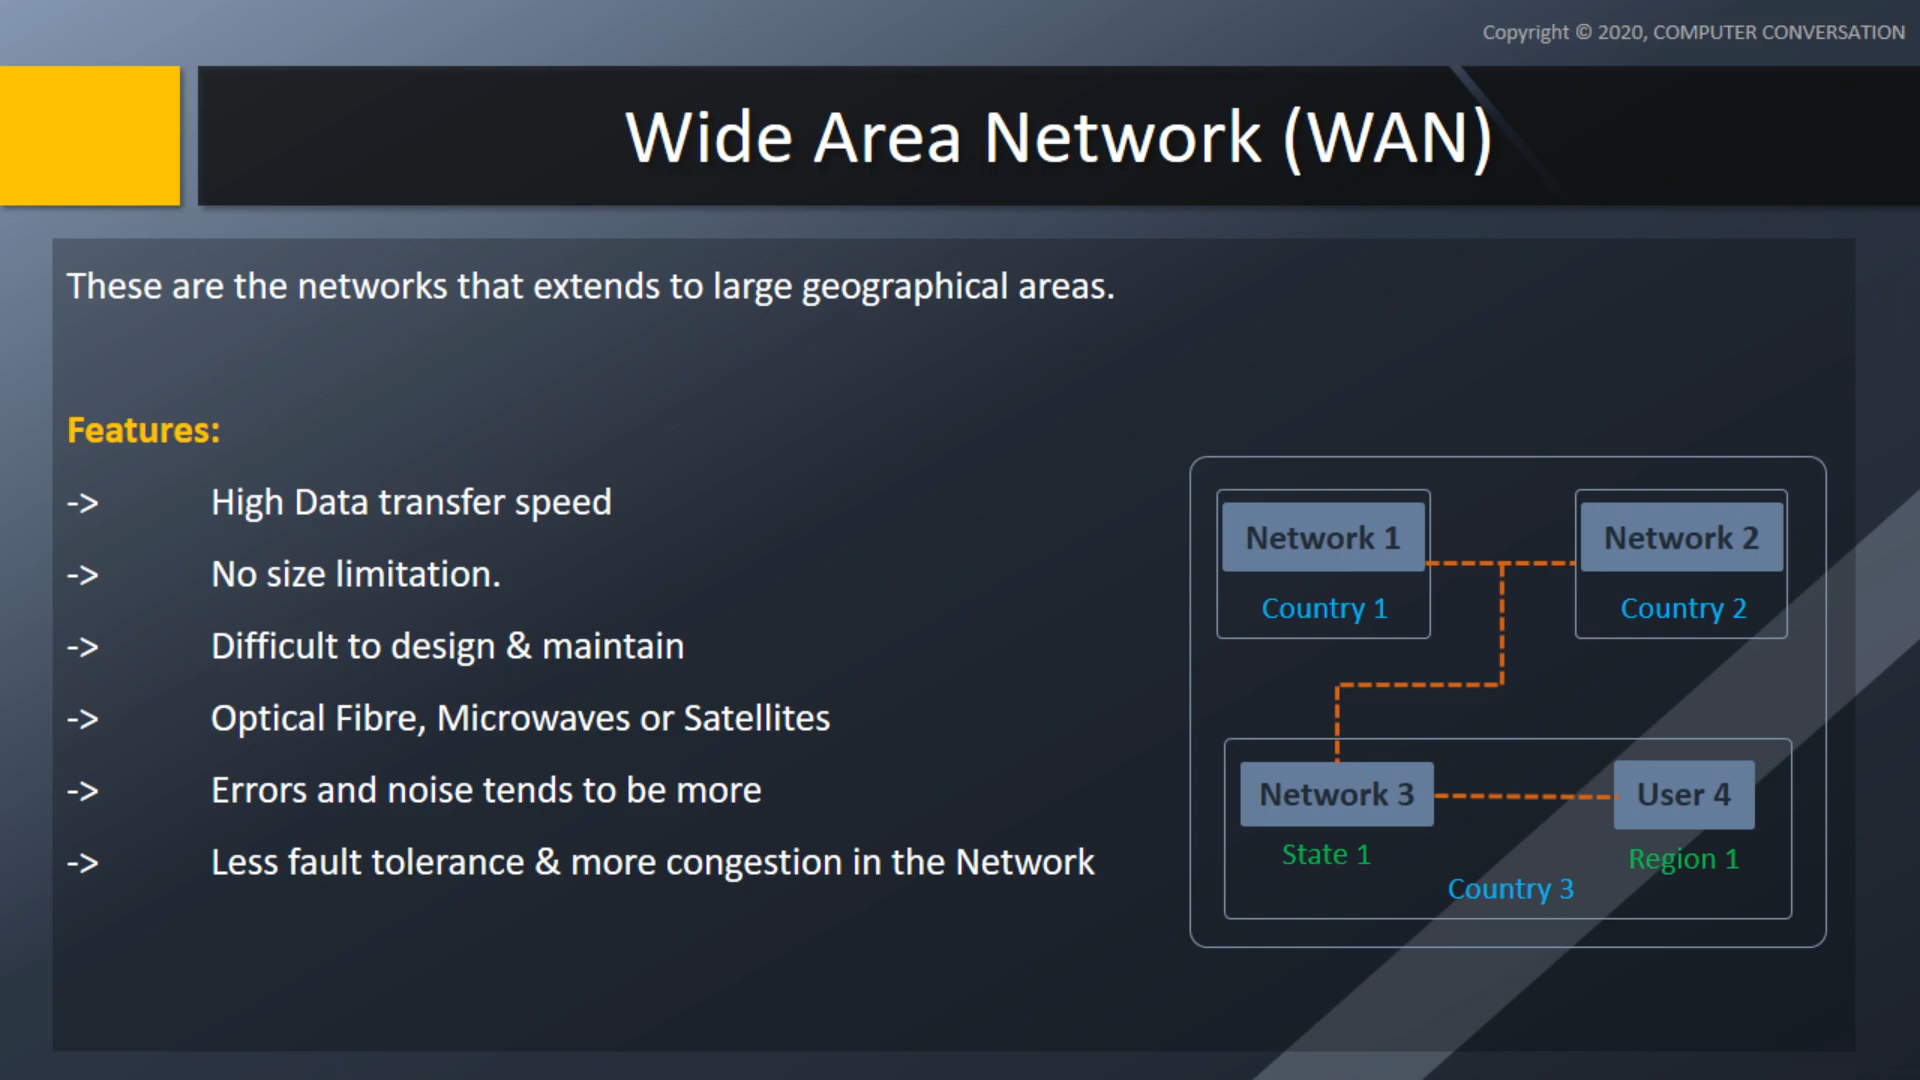 Copyright © 2020, COMPUTER CONVERSATION
Wide Area Network (WAN)
These are the networks that extends to large geographical areas.
Features:
-> High Data transfer speed
-> No size limitation.
-> Difficult to design & maintain
-> Optical Fibre, Microwaves or Satellites
-> Errors and noise tends to be more
-> Less fault tolerance & more congestion in the Network
Network 1
Country 1
Network 2
Country 2
Network 3
State 1
User 4
Region 1
Country 3